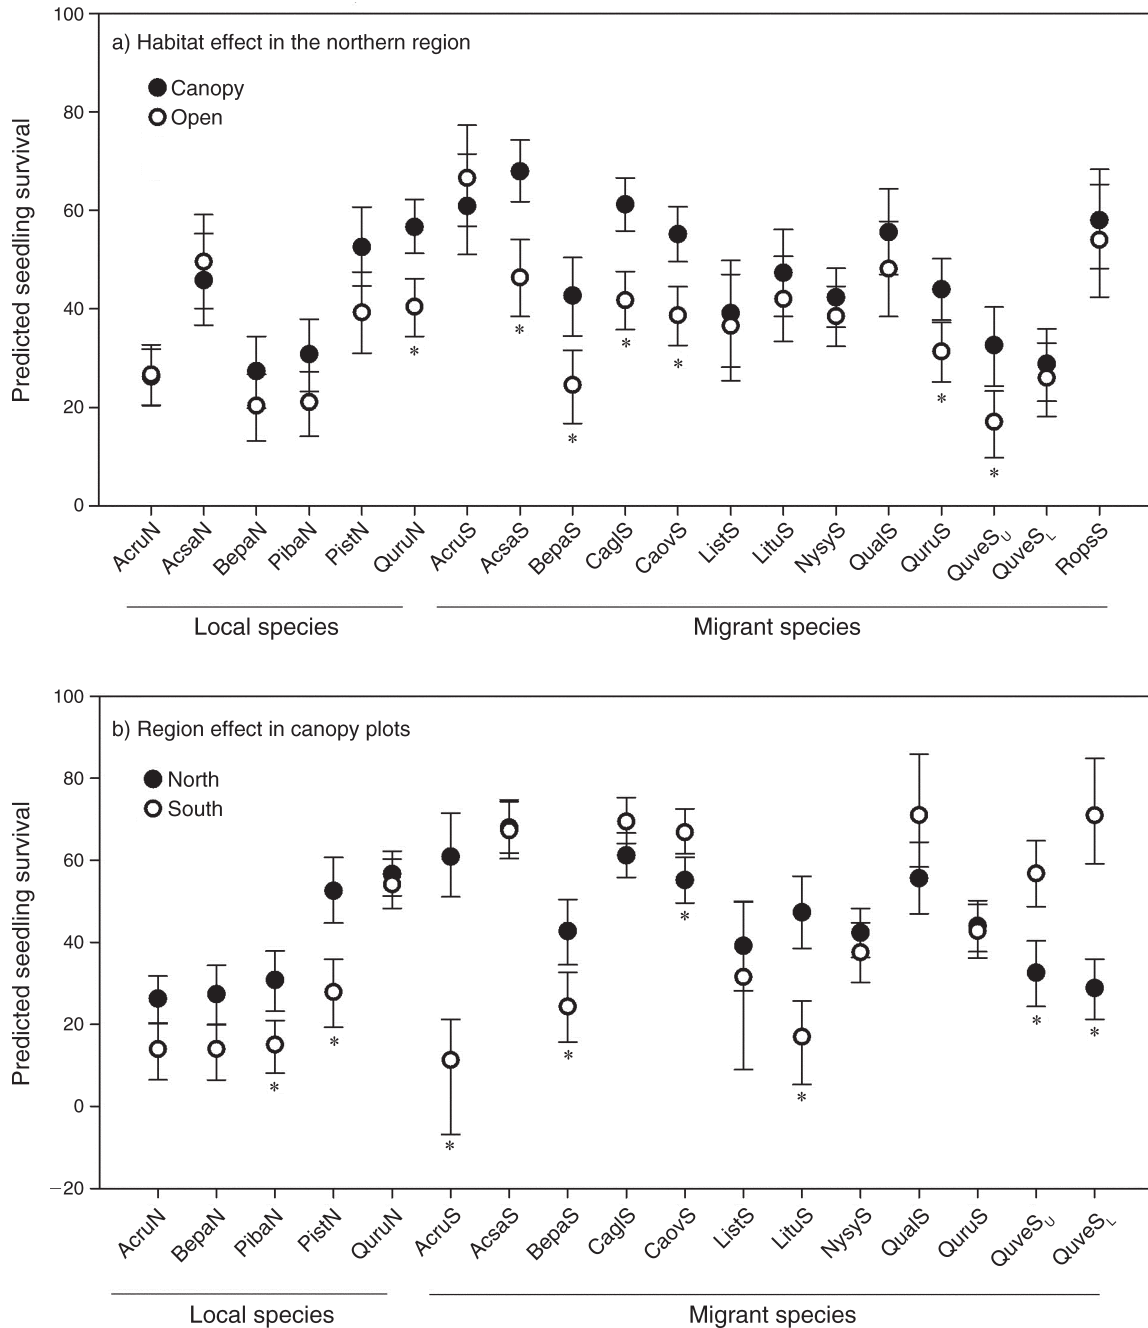 100
a) Habitat effect in the northern region
Canopy
Open
80
60
40
20
0
Predicted seedling survival
* * * * * * * *
AcruN AcsaN BepaN PibaN PistN QuruN AcruS AcsaS BepaS CaglS CaovS ListS LituS NysyS QualS QuruS QuveSU QuveSL RopsS
Local species Migrant species
100
b) Region effect in canopy plots
North
South
80
60
40
20
0
−20
Predicted seedling survival
* * * * * * * *
AcruN BepaN PibaN PistN QuruN AcruS AcsaS BepaS CaglS CaovS ListS LituS NysyS QualS QuruS QuveSU QuveSL
Local species Migrant species